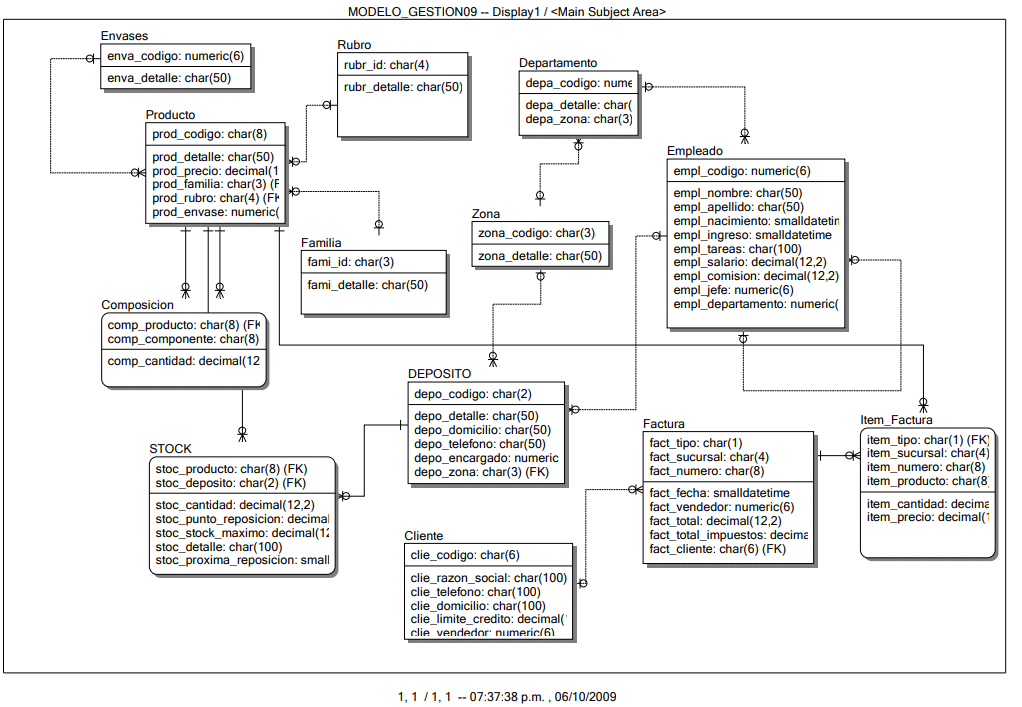 MODELO_GESTION09 -- Display1 / <Main Subject Area>
Envases
enva_codigo: numeric(6)
enva_detalle: char(50)
Rubro
rubr_id: char(4)
rubr_detalle: char(50)
Departamento
depa_codigo: nume
depa_detalle: char(
depa_zona: char(3)
Producto
prod_codigo: char(8)
prod_detalle: char(50)
prod_precio: decimal(1
prod_familia: char(3) (F
prod_rubro: char(4) (FK
prod_envase: numeric(
Empleado
empl_codigo: numeric(6)
empl_nombre: char(50)
empl_apellido: char(50)
empl_nacimiento: smalldatetin
empl_ingreso: smalldatetime
empl_tareas: char(100)
empl_salario: decimal(12,2)
empl_comision: decimal(12,2)
empl_jefe: numeric(6)
empl_departamento: numeric(
Zona
zona_codigo: char(3)
zona_detalle: char(50)
Familia
fami_id: char(3)
fami_detalle: char(50)
Composicion
comp_producto: char(8) (FK
comp_componente: char(8)
comp_cantidad: decimal(12
DEPOSITO
depo_codigo: char(2)
depo_detalle: char(50)
depo_domicilio: char(50)
depo_telefono: char(50)
depo_encargado: numeric
depo_zona: char(3) (FK)
Factura
fact_tipo: char(1)
fact_sucursal: char(4)
fact_numero: char(8)
fact_fecha: smalldatetime
fact_vendedor: numeric(6)
fact_total: decimal(12,2)
fact_total_impuestos: decima
fact_cliente: char(6) (FK)
Item_Factura
item_tipo: char(1) (FK)
item_sucursal: char(4)
item_numero: char(8)
item_producto: char(8
item_cantidad: decima
item_precio: decimal(1
STOCK
stoc_producto: char(8) (FK)
stoc_deposito: char(2) (FK)
stoc_cantidad: decimal(12,2)
stoc_punto_reposicion: decimal
stoc_stock_maximo: decimal(12
stoc_detalle: char(100)
stoc_proxima_reposicion: small
Cliente
clie_codigo: char(6)
clie_razon_social: char(100)
clie_telefono: char(100)
clie_domicilio: char(100)
clie_limite_credito: decimal(
clie_vendedor: numeric(6)
1, 1 / 1, 1 -- 07:37:38 p.m. , 06/10/2009